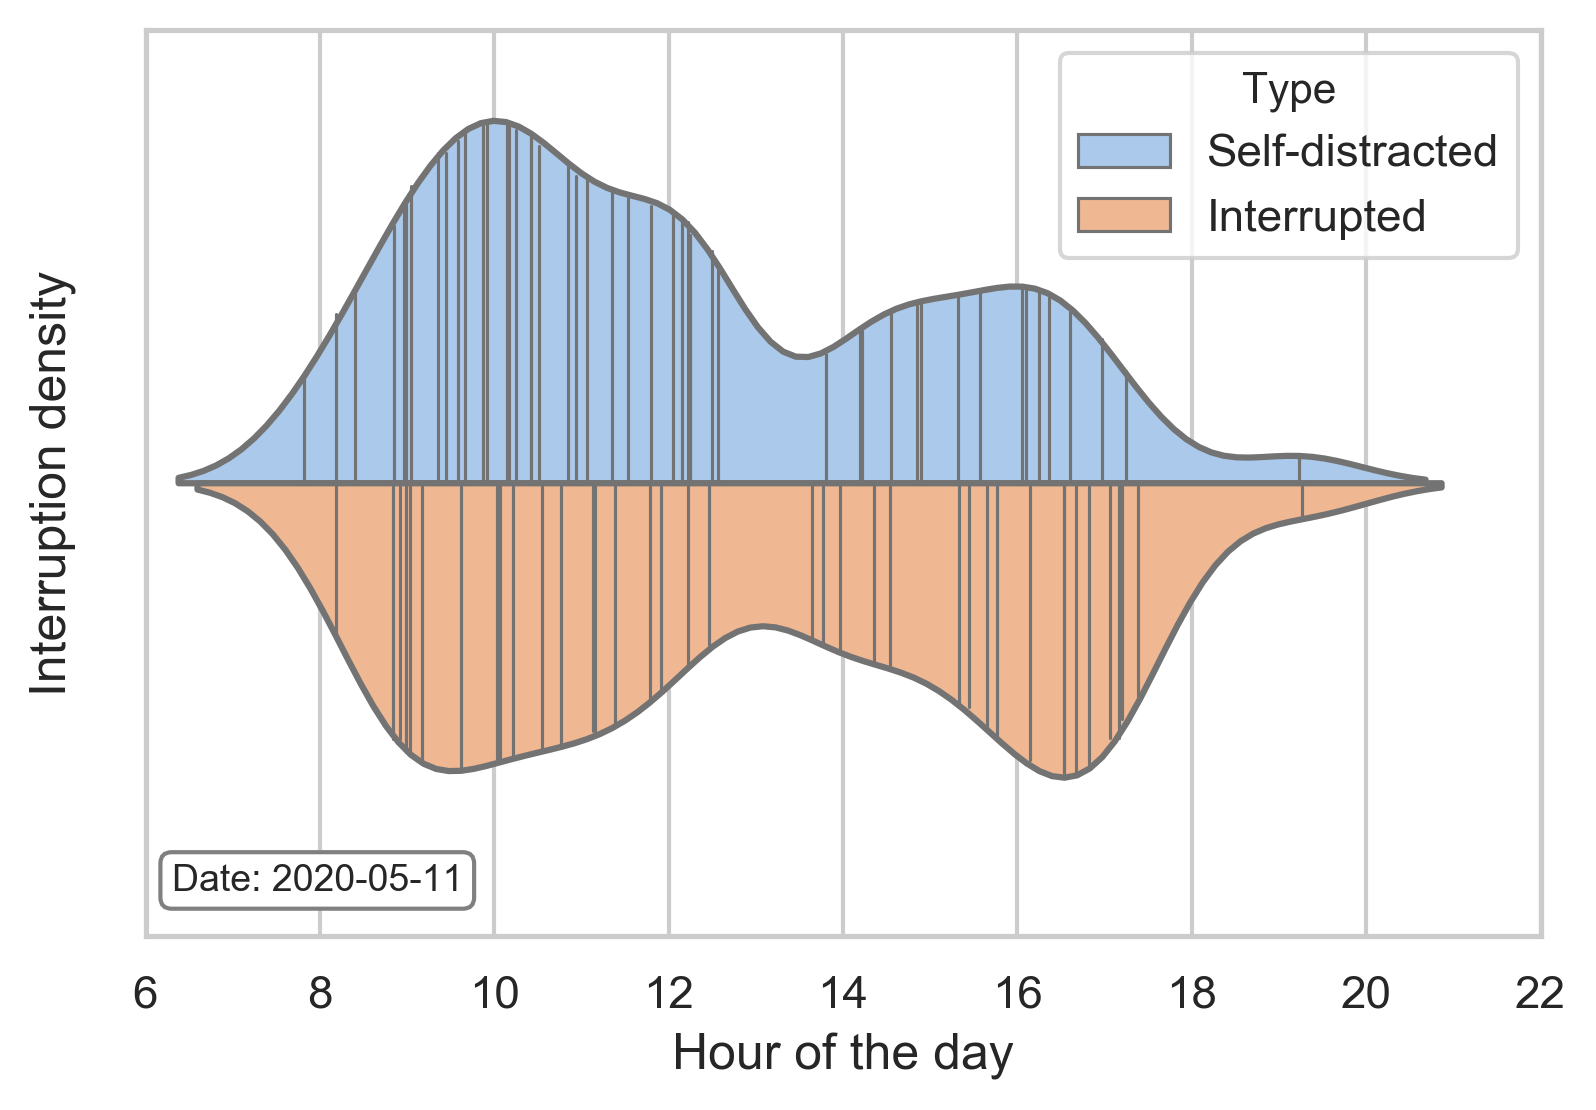 Type
Self-distracted
Interrupted
Interruption density
Date: 2020-05-11
6 8 10 12 14 16 18 20 22
Hour of the day